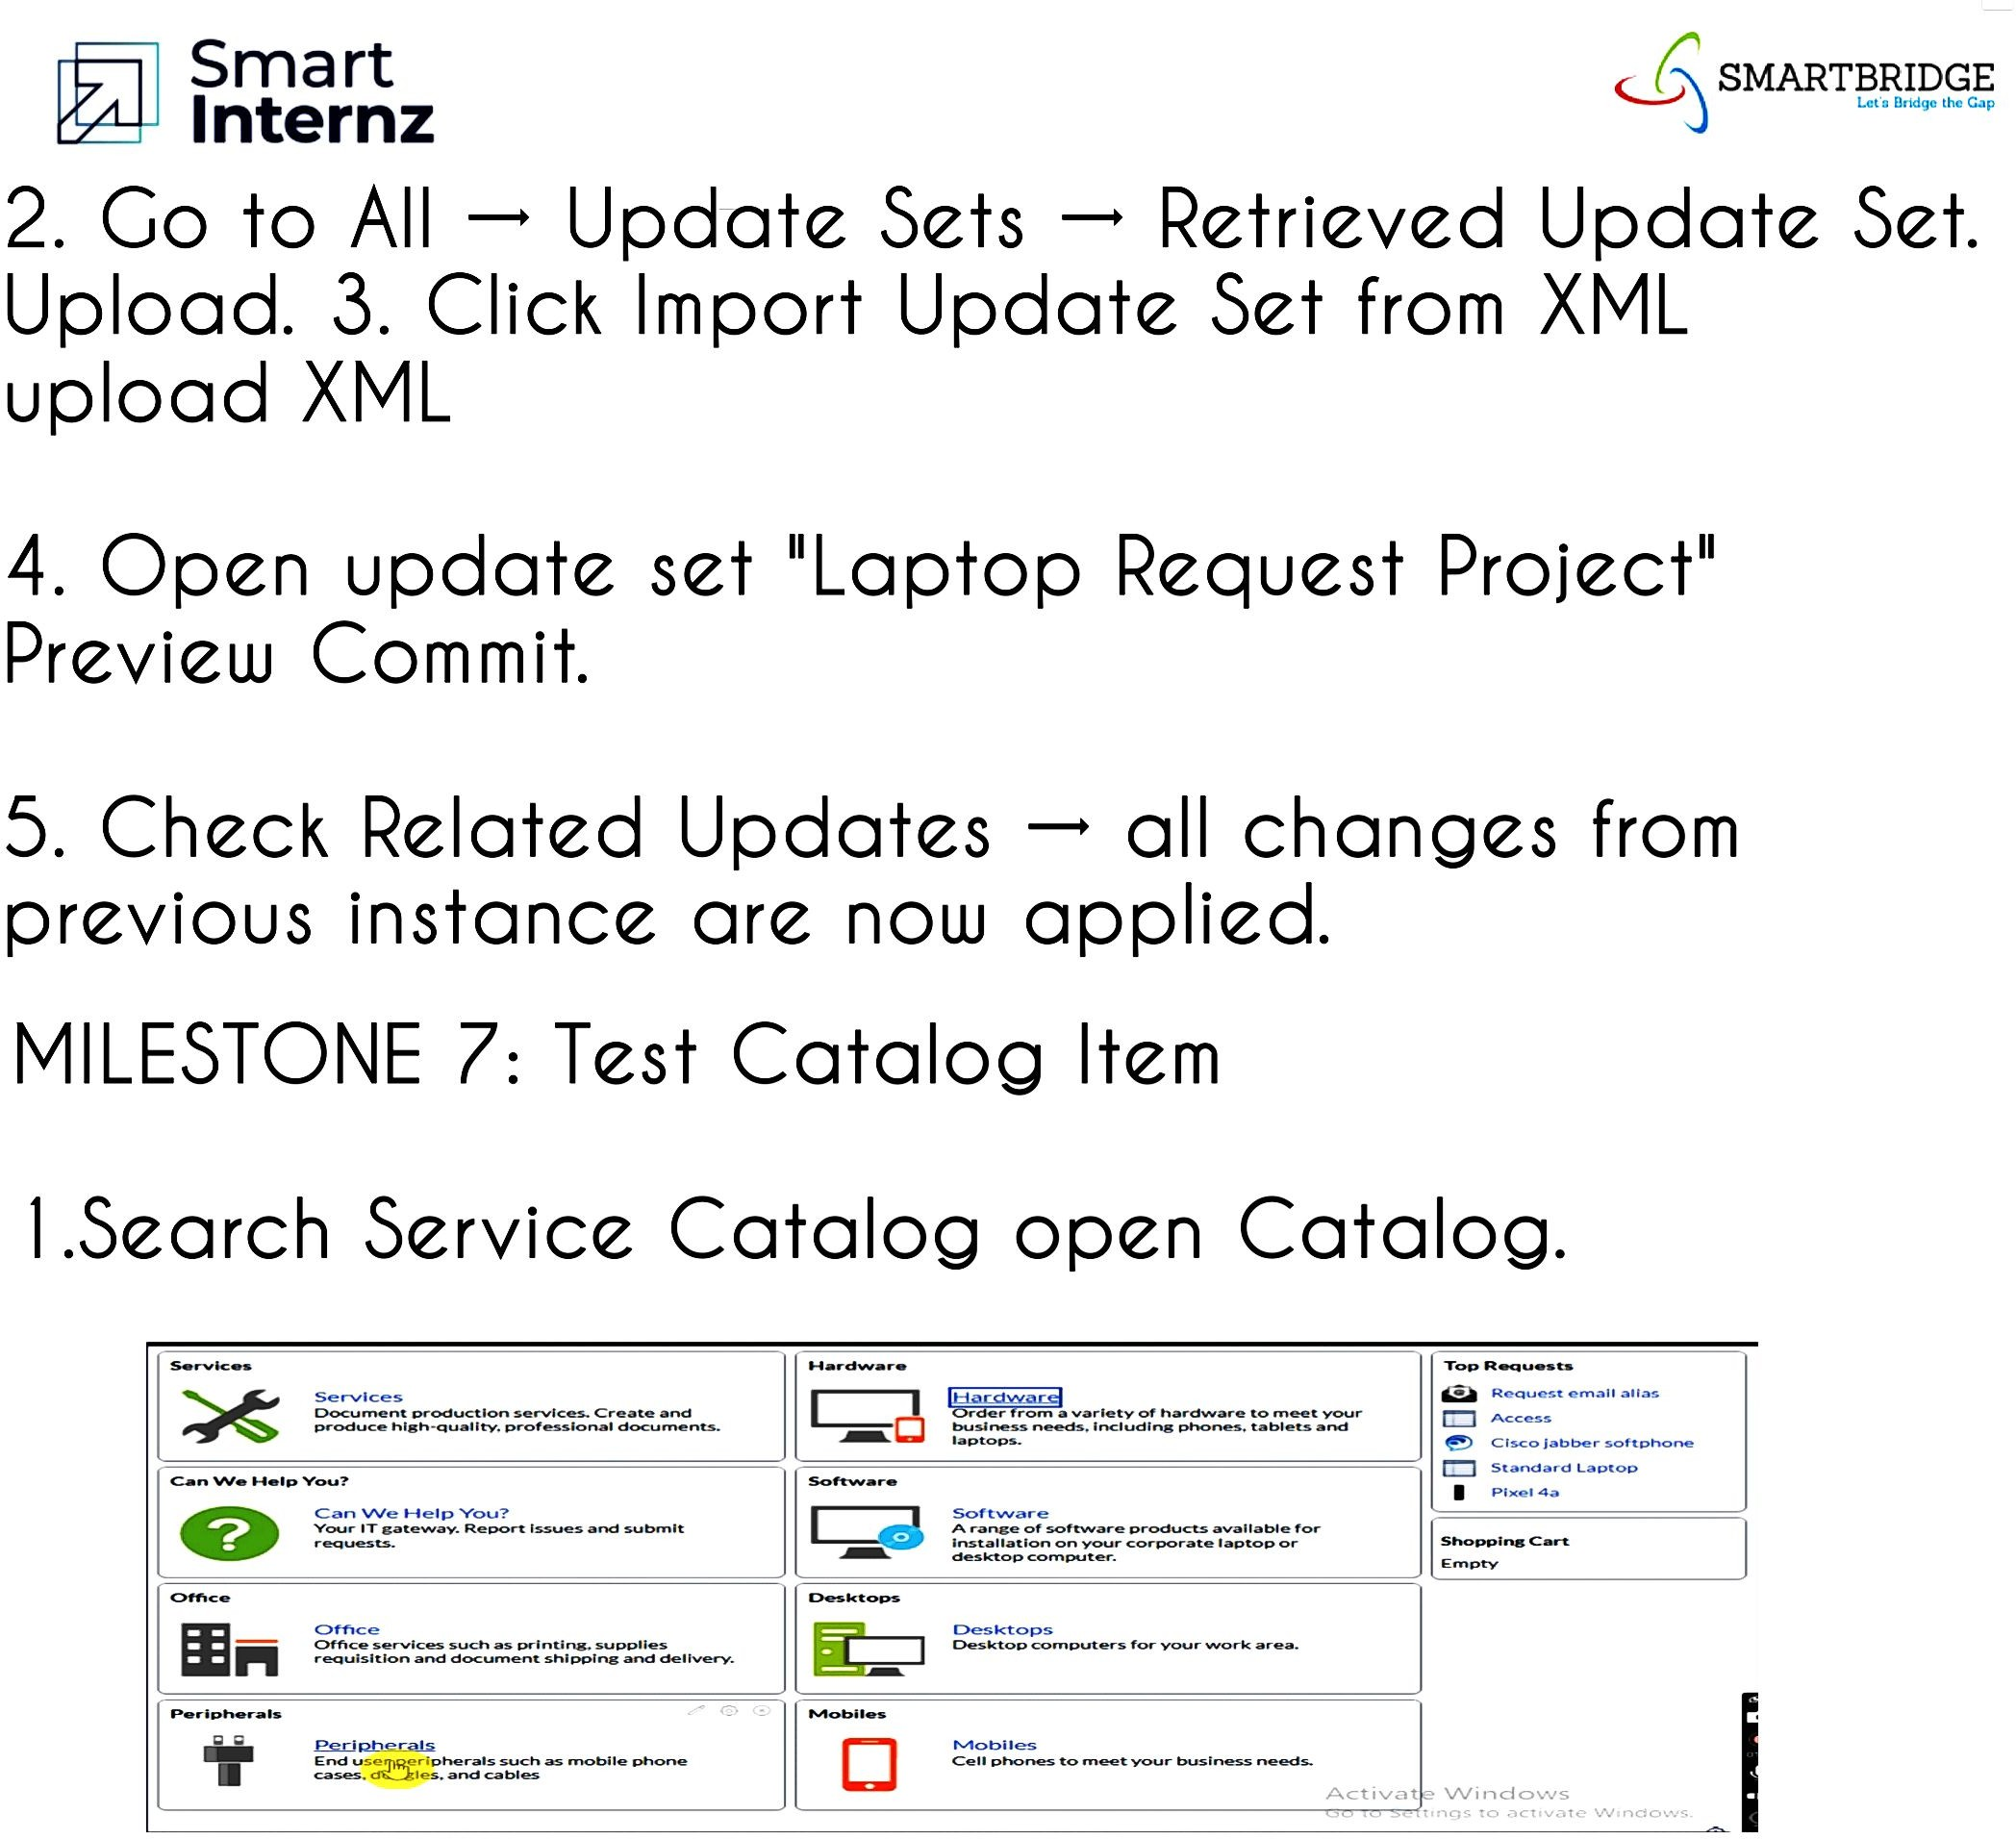 Smart
Internz
SMARTBRIDGE
Let's Bridge the Gap
2. Go to All → Update Sets → Retrieved Update Set.
Upload. 3. Click Import Update Set from XML
upload XML
4. Open update set "Laptop Request Project"
Preview Commit.
5. Check Related Updates → all changes from
previous instance are now applied.
MILESTONE 7: Test Catalog Item
1.Search Service Catalog open Catalog.
Services
Services
Document production services. Create and
produce high-quality, professional documents.
Hardware
Hardware
Order from a variety of hardware to meet your
business needs, including phones, tablets and
laptops.
Top Requests
Request email alias
Access
Cisco jabber softphone
Standard Laptop
Pixel 4a
Can We Help You?
Can We Help You?
Your IT gateway. Report issues and submit
requests.
Software
Software
A range of software products available for
installation on your corporate laptop or
desktop computer.
Shopping Cart
Empty
Office
Office
Office services such as printing, supplies
requisition and document shipping and delivery.
Desktops
Desktops
Desktop computers for your work area.
Peripherals
Peripherals
End user peripherals such as mobile phone
cases, dongles, and cables
Mobiles
Mobiles
Cell phones to meet your business needs.
Activate Windows
Go to Settings to activate Windows.